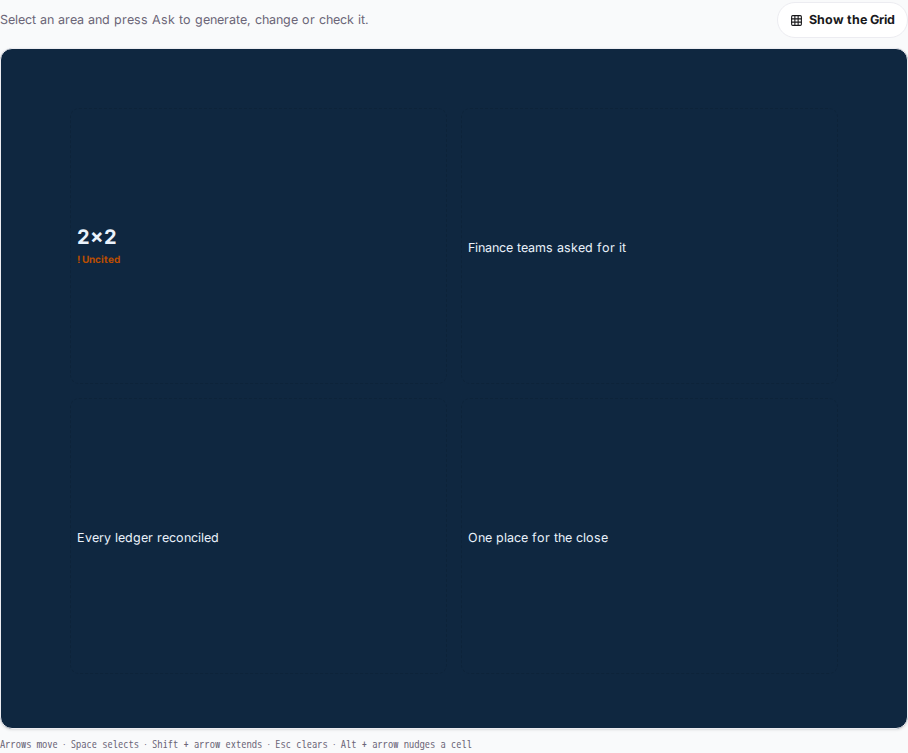 Select an area and press Ask to generate, change or check it.
Show the Grid
2×2
! Uncited
Finance teams asked for it
Every ledger reconciled
One place for the close
Arrows move · Space selects · Shift + arrow extends · Esc clears · Alt + arrow nudges a cell